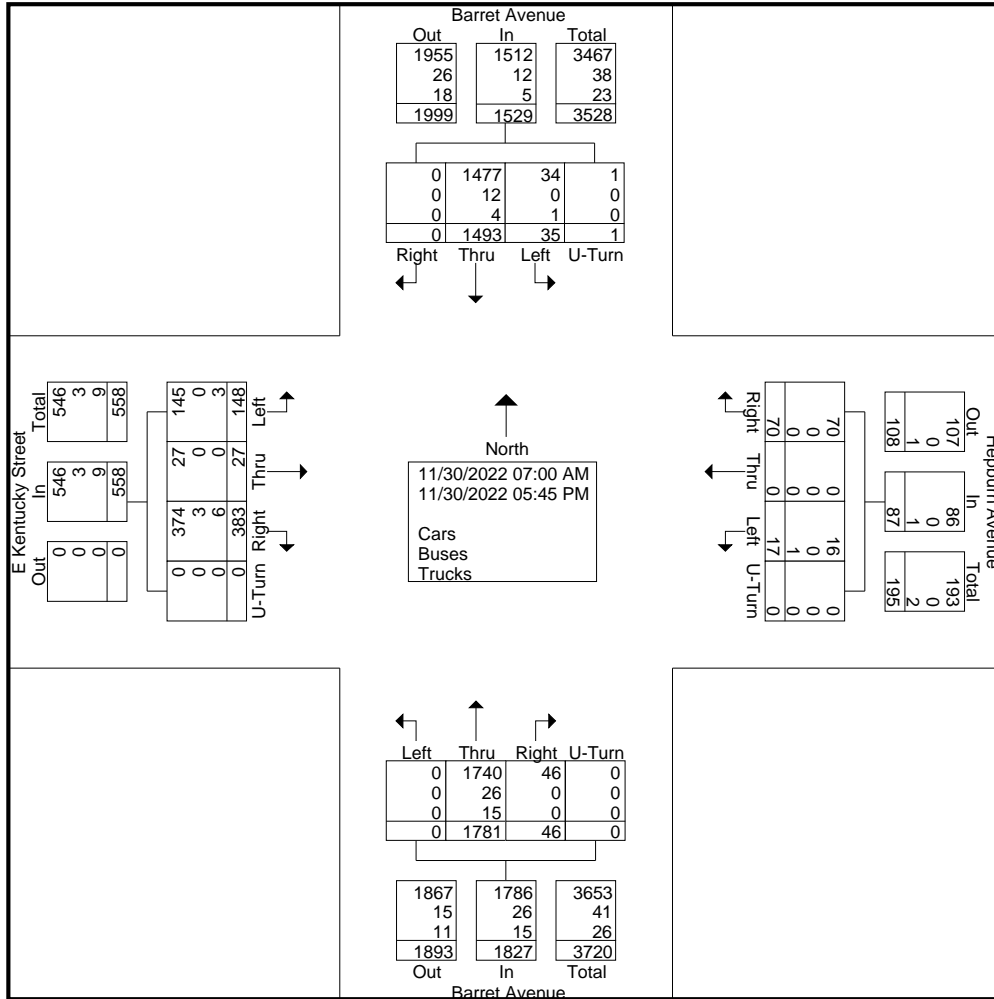 Barret Avenue
Out In Total
1955 1512 3467
26 12 38
18 5 23
1999 1529 3528
0 1477 34 1
0 12 0 0
0 4 1 0
0 1493 35 1
Right Thru Left U-Turn
E Kentucky Street
Total In Out
546 546 0
3 3 0
9 9 0
558 558 0
Left Thru Right U-Turn
145 27 374 0
0 0 3 0
3 0 6 0
148 27 383 0
North
11/30/2022 07:00 AM
11/30/2022 05:45 PM
Cars
Buses
Trucks
Right Thru Left U-Turn
70 0 16 0
0 0 0 0
0 0 1 0
70 0 17 0
Hepburn Avenue
Out In Total
107 86 193
0 0 0
1 1 2
108 87 195
Left Thru Right U-Turn
0 1740 46 0
0 26 0 0
0 15 0 0
0 1781 46 0
1867 1786 3653
15 26 41
11 15 26
1893 1827 3720
Out In Total
Barret Avenue